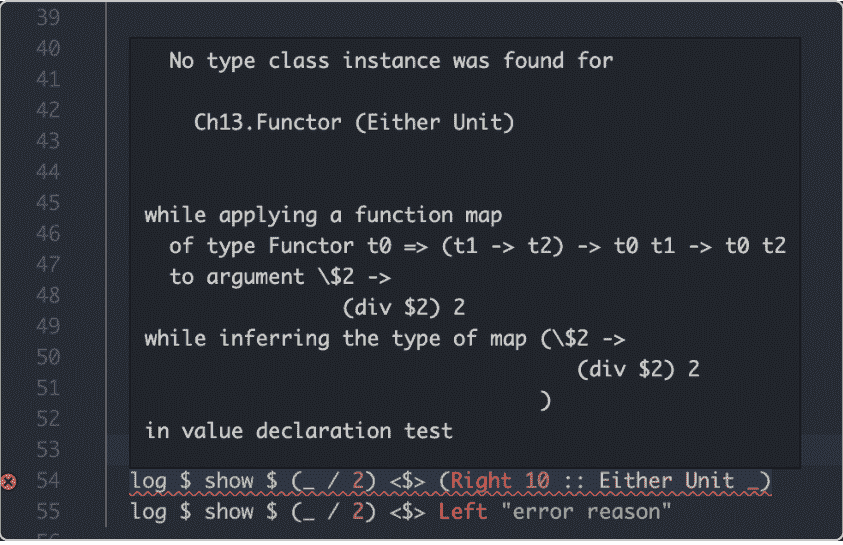 39
40
No type class instance was found for
41
42
Ch13.Functor (Either Unit)
43
44
45
while applying a function map
46
of type Functor t0 => (t1 -> t2) -> t0 t1 -> t0 t2
47
to argument \$2 ->
48
(div $2) 2
49
while inferring the type of map (\$2 ->
50
(div $2) 2
51
)
52
in value declaration test
53
54 log $ show $ (_ / 2) <$> (Right 10 :: Either Unit _)
55 log $ show $ (_ / 2) <$> Left "error reason"
56